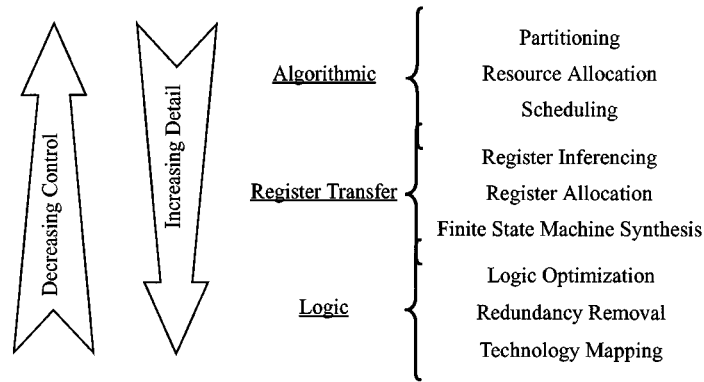 Decreasing Control
Increasing Detail
Algorithmic
Partitioning
Resource Allocation
Scheduling
Register Transfer
Register Inferencing
Register Allocation
Finite State Machine Synthesis
Logic
Logic Optimization
Redundancy Removal
Technology Mapping